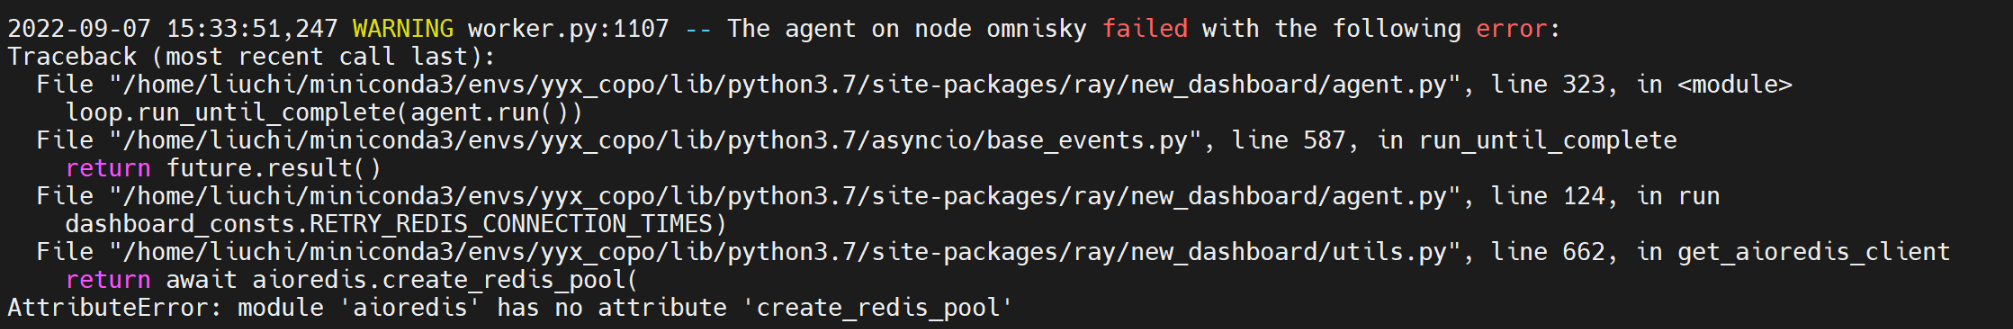 2022-09-07 15:33:51,247 WARNING worker.py:1107 -- The agent on node omnisky failed with the following error:
Traceback (most recent call last):
  File "/home/liuchi/miniconda3/envs/yyx_copo/lib/python3.7/site-packages/ray/new_dashboard/agent.py", line 323, in <module>
    loop.run_until_complete(agent.run())
  File "/home/liuchi/miniconda3/envs/yyx_copo/lib/python3.7/asyncio/base_events.py", line 587, in run_until_complete
    return future.result()
  File "/home/liuchi/miniconda3/envs/yyx_copo/lib/python3.7/site-packages/ray/new_dashboard/agent.py", line 124, in run
    dashboard_consts.RETRY_REDIS_CONNECTION_TIMES)
  File "/home/liuchi/miniconda3/envs/yyx_copo/lib/python3.7/site-packages/ray/new_dashboard/utils.py", line 662, in get_aioredis_client
    return await aioredis.create_redis_pool(
AttributeError: module 'aioredis' has no attribute 'create_redis_pool'